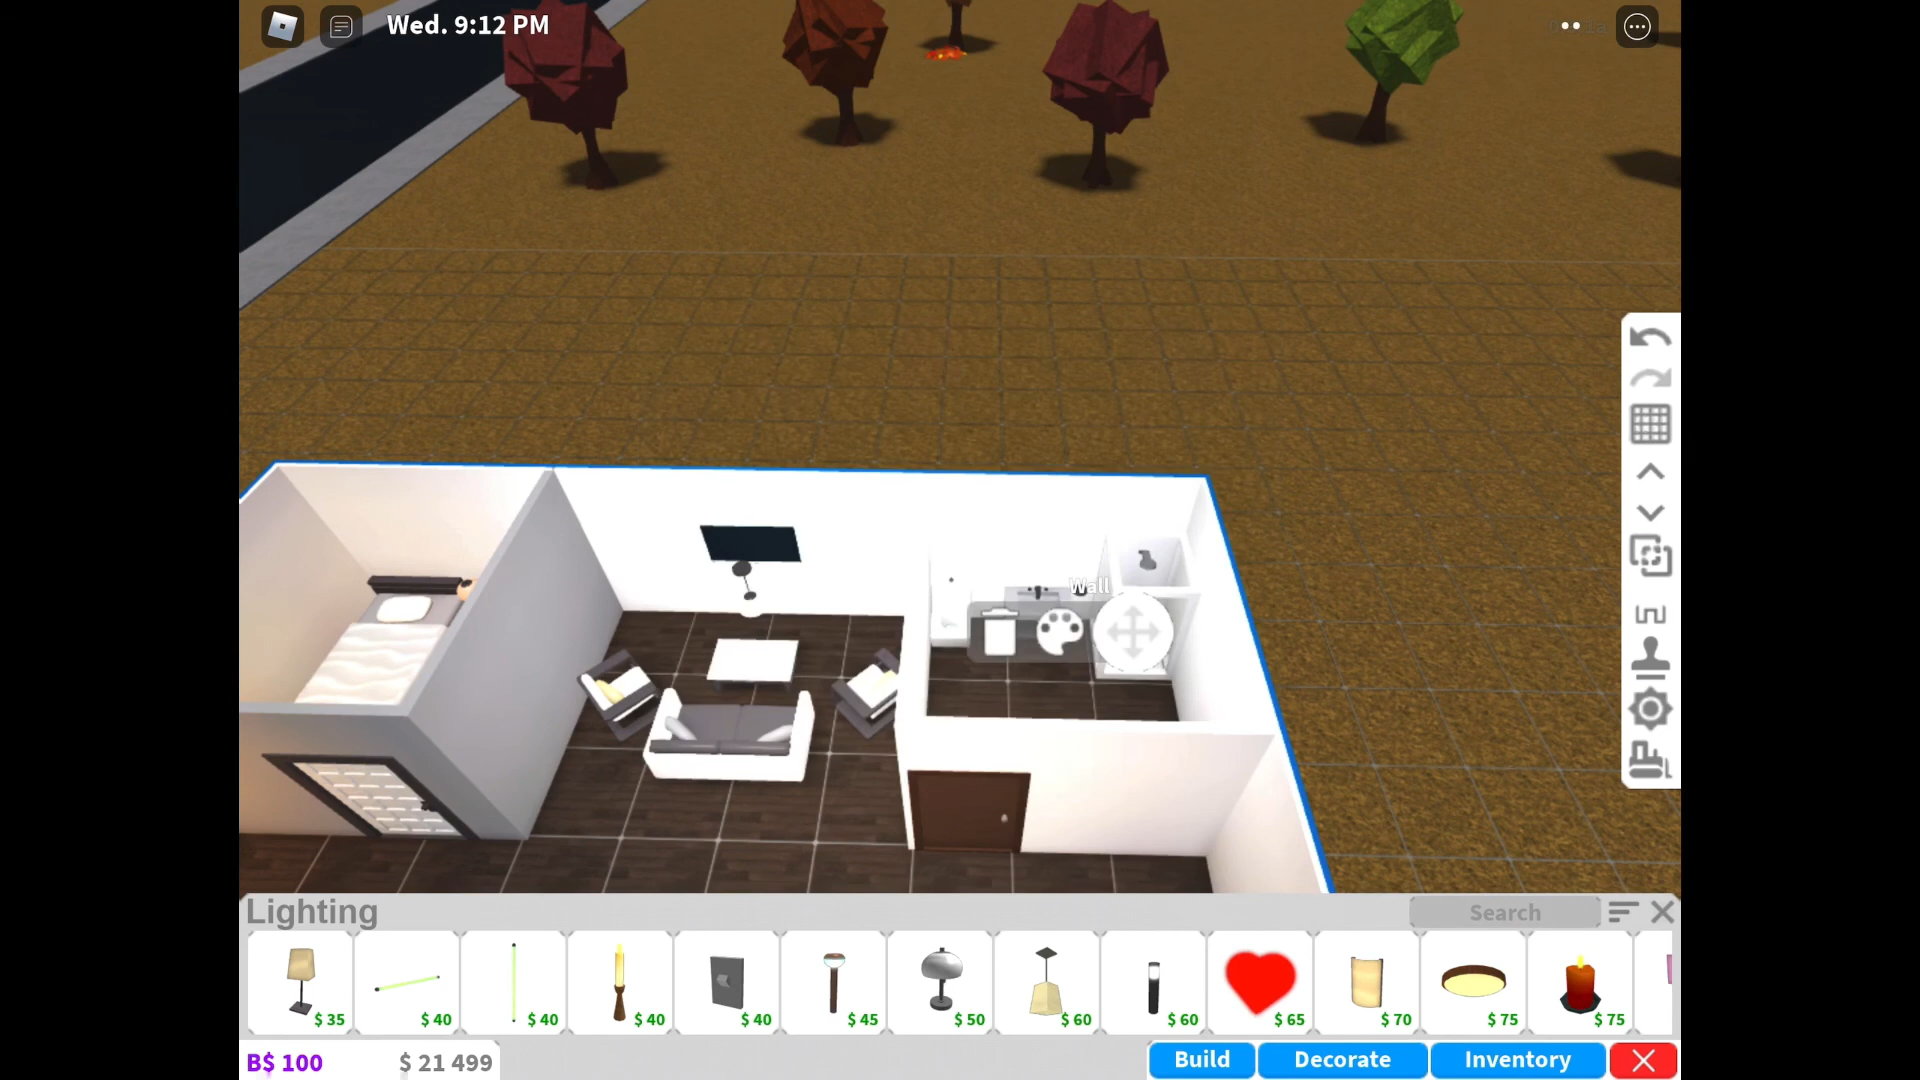 Wed. 9:12 PM
Wall
Lighting
Search
$ 35
$ 40
$ 40
$ 40
$ 40
$ 45
$ 50
$ 60
$ 60
$ 65
$ 70
$ 75
$ 75
B$ 100
$ 21 499
Build
Decorate
Inventory